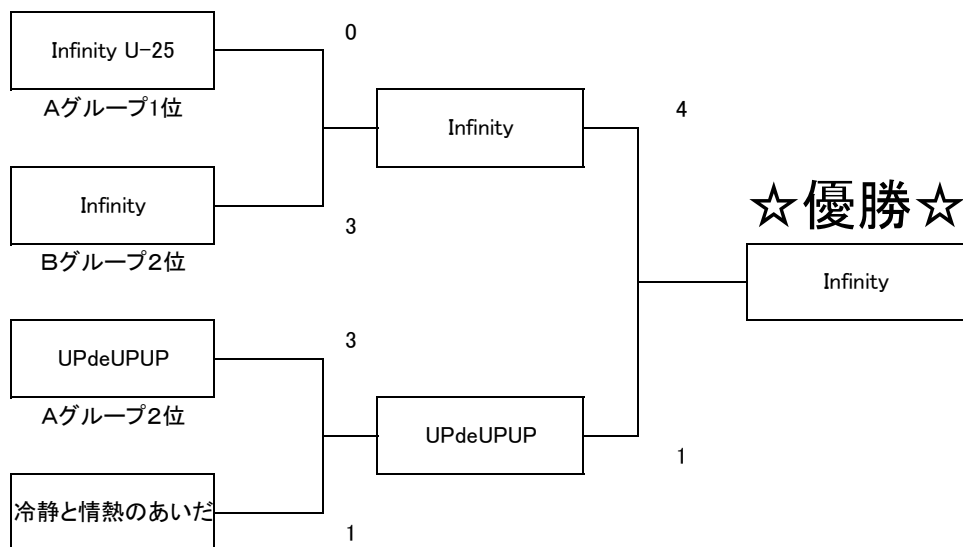 Infinity U-25
0
Aグループ1位
Infinity
4
Infinity
3
Bグループ2位
☆優勝☆
Infinity
UPdeUPUP
3
Aグループ2位
UPdeUPUP
1
冷静と情熱のあいだ
1